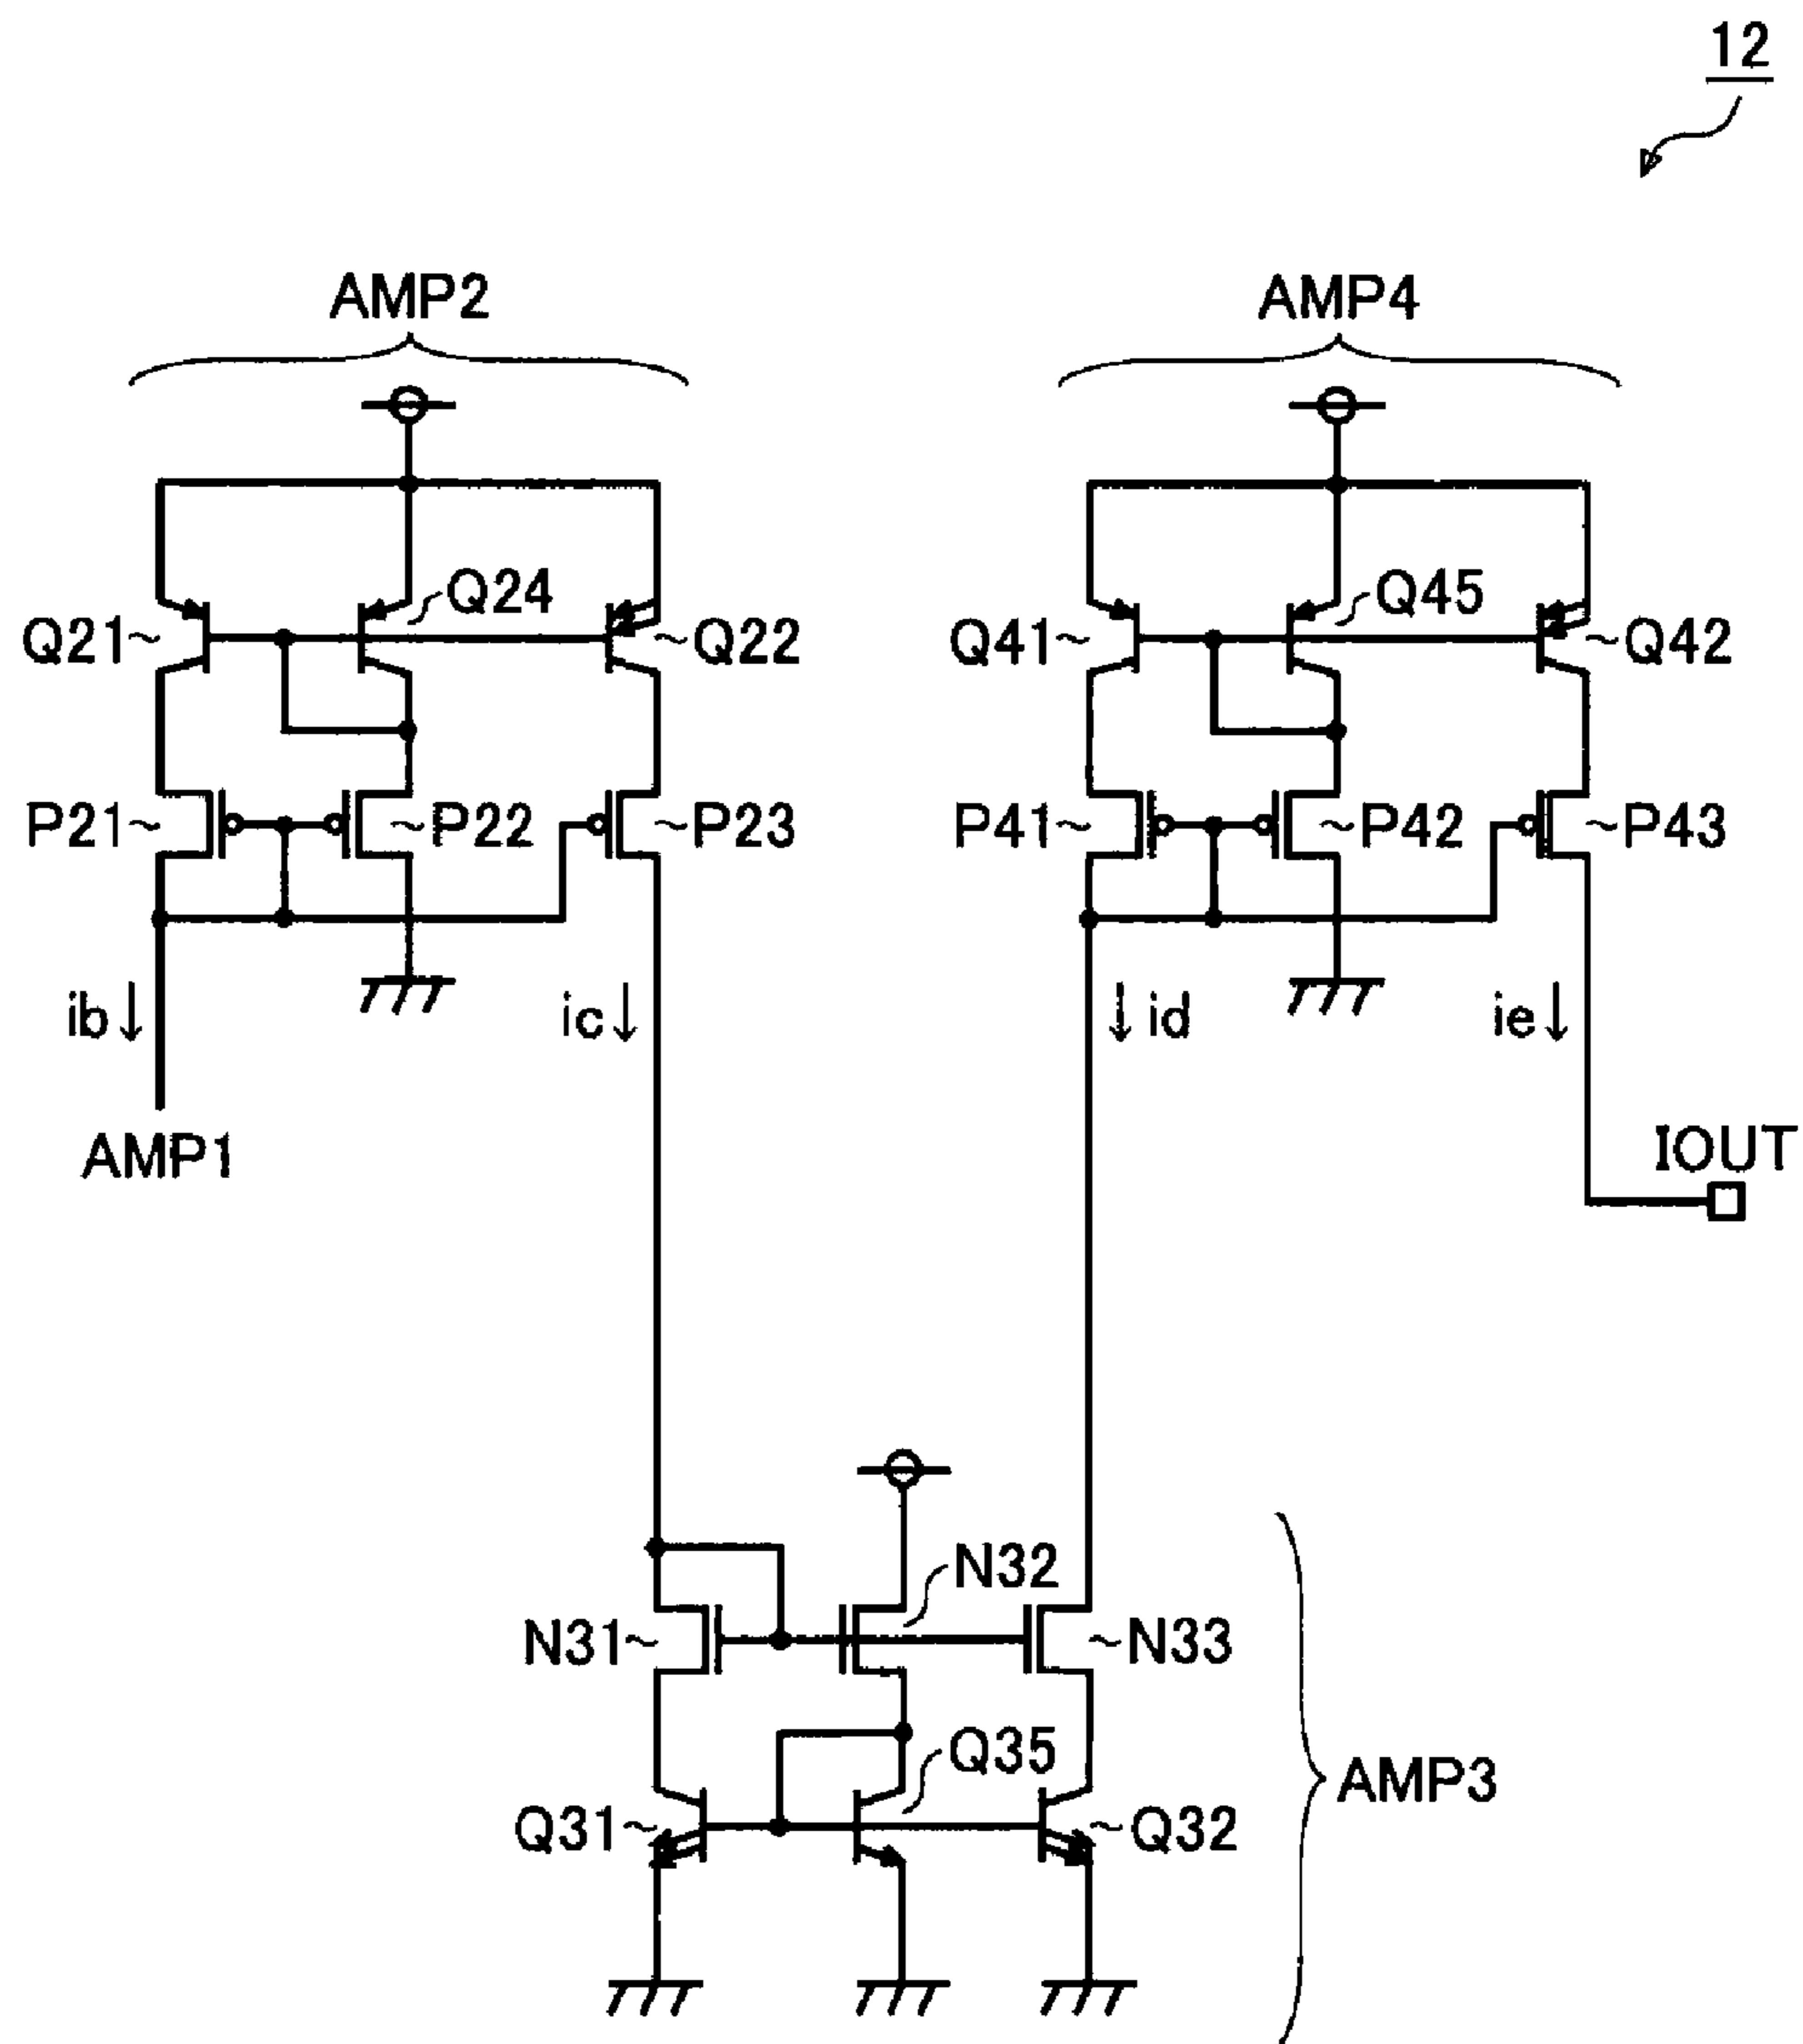 12
AMP2
AMP4
Q21
Q24
Q22
Q41
Q45
Q42
P21
P22
P23
P41
P42
P43
ib
ic
id
ie
AMP1
IOUT
N31
N32
N33
Q31
Q35
Q32
AMP3